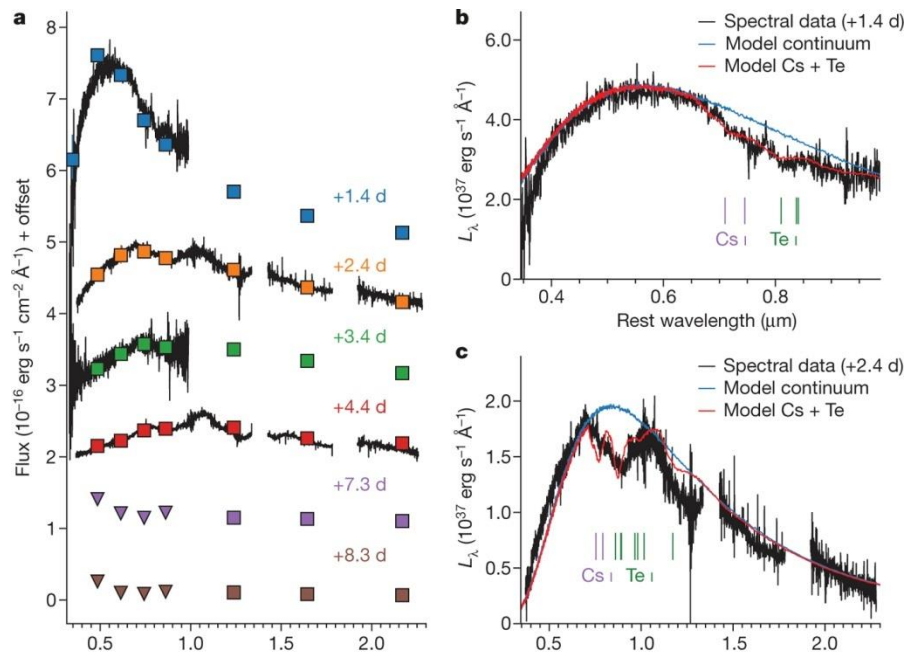 a
8
7
6
5
4
3
2
1
0
Flux (10⁻¹⁶ erg s⁻¹ cm⁻² Å⁻¹) + offset
+1.4 d
+2.4 d
+3.4 d
+4.4 d
+7.3 d
+8.3 d
0.5 1.0 1.5 2.0
b
Spectral data (+1.4 d)
Model continuum
Model Cs + Te
6.0
4.0
2.0
0
Lλ (10³⁷ erg s⁻¹ Å⁻¹)
Cs Te
0.4 0.6 0.8
Rest wavelength (μm)
c
Spectral data (+2.4 d)
Model continuum
Model Cs + Te
2.0
1.5
1.0
0.5
0
Lλ (10³⁷ erg s⁻¹ Å⁻¹)
Cs Te
0.5 1.0 1.5 2.0